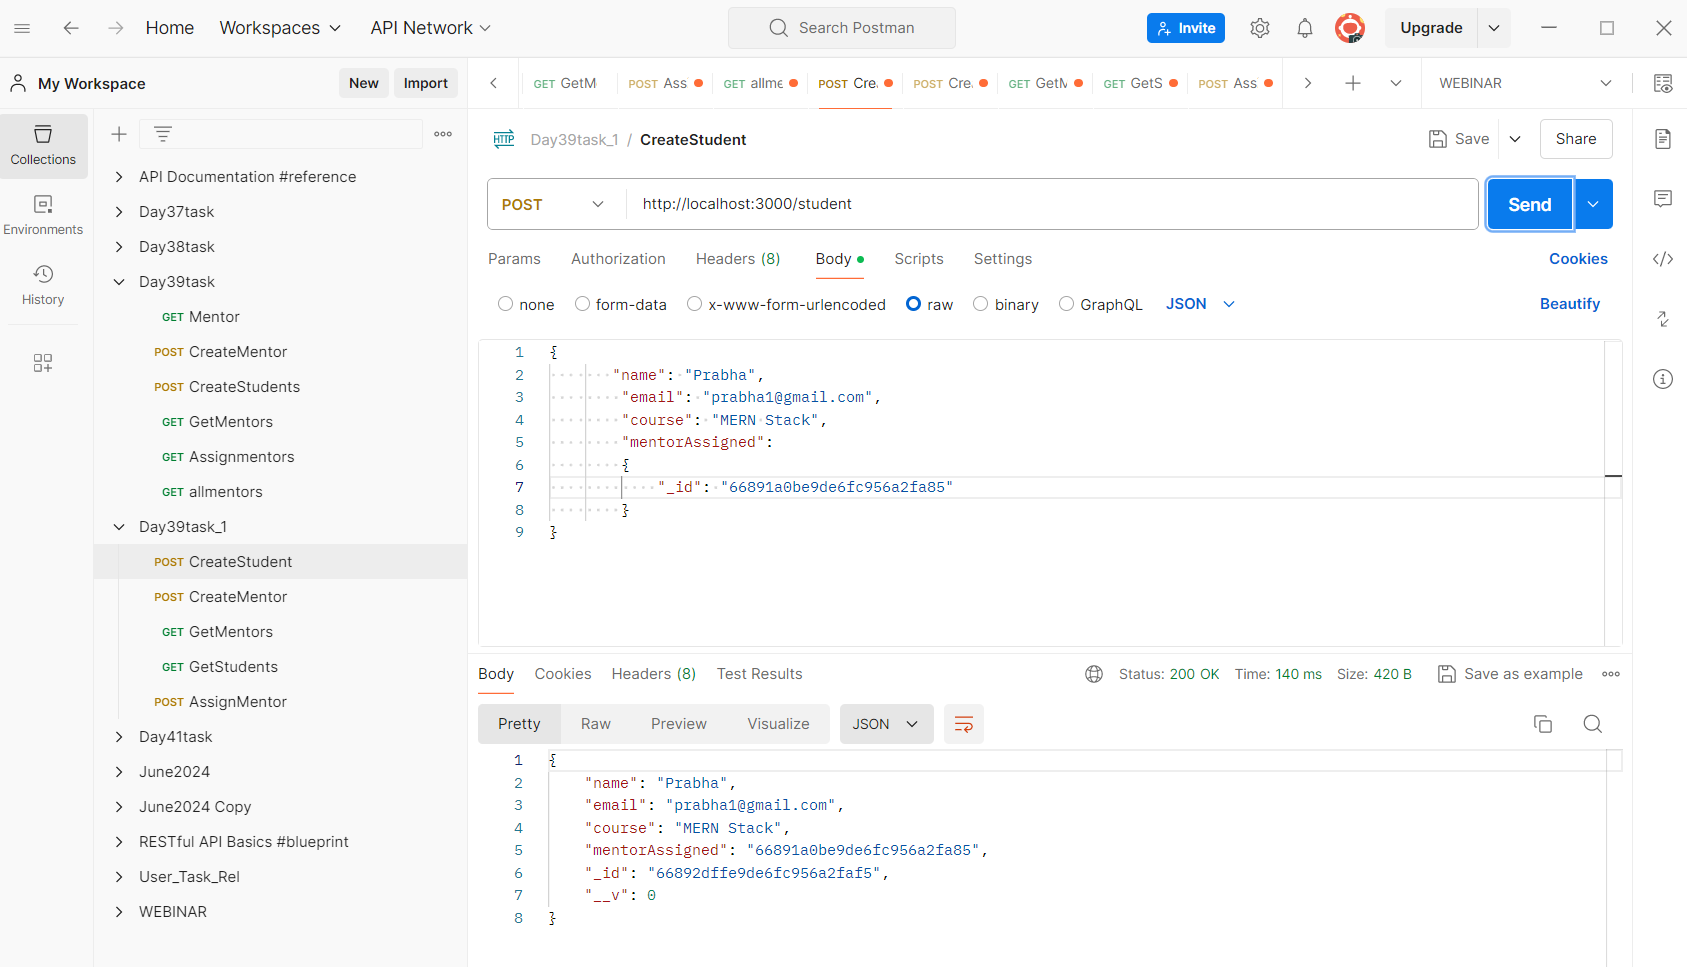 Home Workspaces API Network Search Postman Invite Upgrade
My Workspace New Import
GET GetM POST Ass GET allme POST Cre. POST Cre. GET GetM GET GetS POST Ass WEBINAR
Collections
Environments
History
API Documentation #reference
Day37task
Day38task
Day39task
GET Mentor
POST CreateMentor
POST CreateStudents
GET GetMentors
GET Assignmentors
GET allmentors
Day39task_1
POST CreateStudent
POST CreateMentor
GET GetMentors
GET GetStudents
POST AssignMentor
Day41task
June2024
June2024 Copy
RESTful API Basics #blueprint
User_Task_Rel
WEBINAR
HTTP Day39task_1 / CreateStudent Save Share
POST http://localhost:3000/student Send
Params Authorization Headers (8) Body Scripts Settings Cookies
none form-data x-www-form-urlencoded raw binary GraphQL JSON Beautify
1 {
2 "name": "Prabha",
3 "email": "prabha1@gmail.com",
4 "course": "MERN Stack",
5 "mentorAssigned":
6 {
7 "_id": "66891a0be9de6fc956a2fa85"
8 }
9 }
Body Cookies Headers (8) Test Results Status: 200 OK Time: 140 ms Size: 420 B Save as example
Pretty Raw Preview Visualize JSON
1 {
2 "name": "Prabha",
3 "email": "prabha1@gmail.com",
4 "course": "MERN Stack",
5 "mentorAssigned": "66891a0be9de6fc956a2fa85",
6 "_id": "66892dffe9de6fc956a2faf5",
7 "__v": 0
8 }